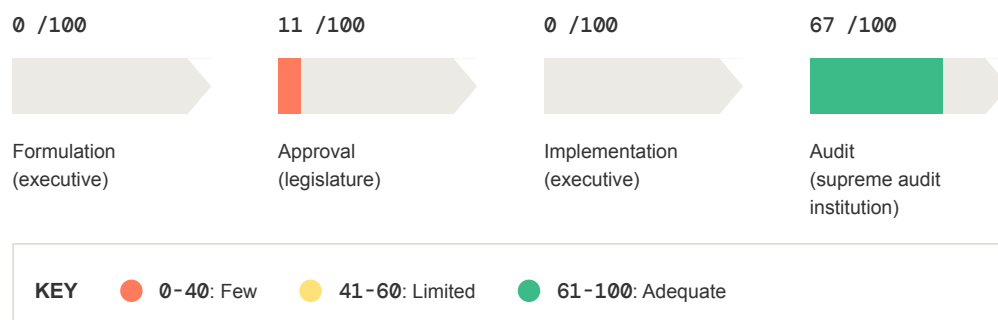 0 /100
11 /100
0 /100
67 /100
Formulation
(executive)
Approval
(legislature)
Implementation
(executive)
Audit
(supreme audit
institution)
KEY
0-40: Few
41-60: Limited
61-100: Adequate